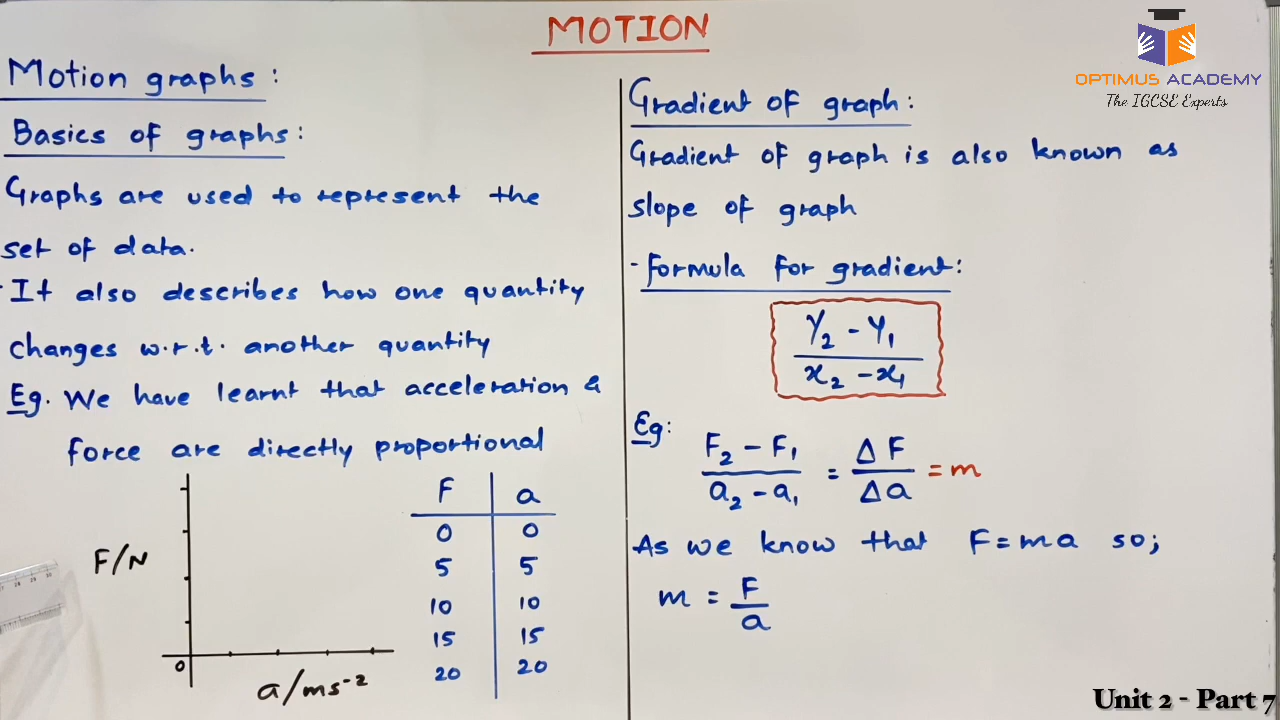 MOTION
OPTIMUS ACADEMY
The IGCSE Experts
Motion graphs:
Basics of graphs:
Graphs are used to represent the
set of data.
· It also describes how one quantity
changes w.r.t. another quantity
Eg. We have learnt that acceleration &
force are directly proportional
F/N
0
a/ms⁻²
F a
0 0
5 5
10 10
15 15
20 20
Gradient of graph:
Gradient of graph is also known as
slope of graph
· formula for gradient:
Y₂ - Y₁
x₂ - x₁
Eg:
F₂ - F₁ / a₂ - a₁ = ΔF / Δa = m
As we know that F = ma so;
m = F / a
Unit 2 - Part 7